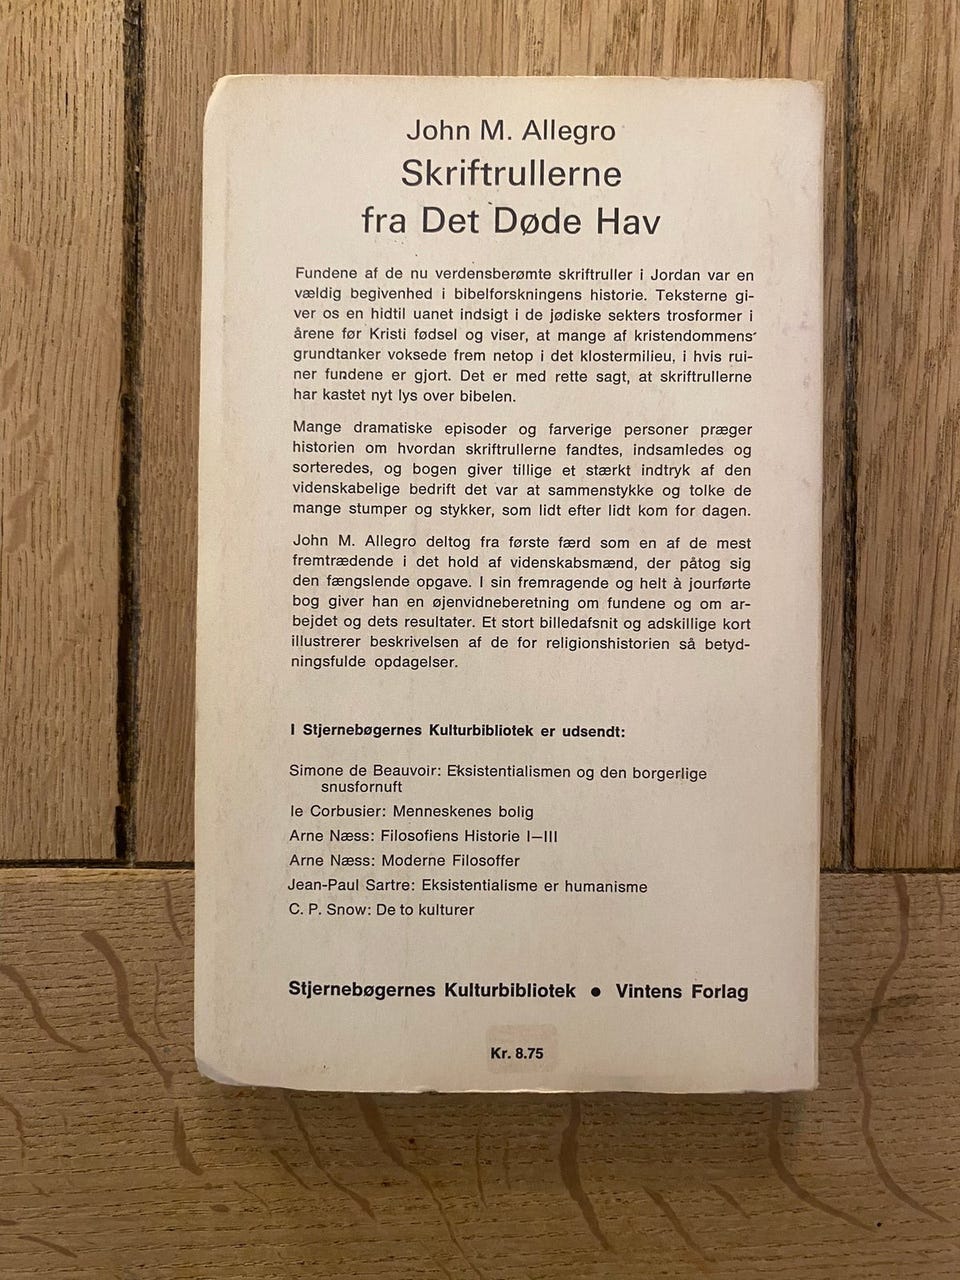 John M. Allegro
Skriftrullerne
fra Det Døde Hav
Fundene af de nu verdensberømte skriftruller i Jordan var en
vældig begivenhed i bibelforskningens historie. Teksterne gi-
ver os en hidtil uanet indsigt i de jødiske sekters trosformer i
årene før Kristi fødsel og viser, at mange af kristendommens
grundtanker voksede frem netop i det klostermilieu, i hvis rui-
ner fundene er gjort. Det er med rette sagt, at skriftrullerne
har kastet nyt lys over bibelen.
Mange dramatiske episoder og farverige personer præger
historien om hvordan skriftrullerne fandtes, indsamledes og
sorteredes, og bogen giver tillige et stærkt indtryk af den
videnskabelige bedrift det var at sammenstykke og tolke de
mange stumper og stykker, som lidt efter lidt kom for dagen.
John M. Allegro deltog fra første færd som en af de mest
fremtrædende i det hold af videnskabsmænd, der påtog sig
den fængslende opgave. I sin fremragende og helt à jourførte
bog giver han en øjenvidneberetning om fundene og om ar-
bejdet og dets resultater. Et stort billedafsnit og adskillige kort
illustrerer beskrivelsen af de for religionshistorien så betyd-
ningsfulde opdagelser.
I Stjernebøgernes Kulturbibliotek er udsendt:
Simone de Beauvoir: Eksistentialismen og den borgerlige
snusfornuft
le Corbusier: Menneskenes bolig
Arne Næss: Filosofiens Historie I—III
Arne Næss: Moderne Filosoffer
Jean-Paul Sartre: Eksistentialisme er humanisme
C. P. Snow: De to kulturer
Stjernebøgernes Kulturbibliotek ● Vintens Forlag
Kr. 8.75